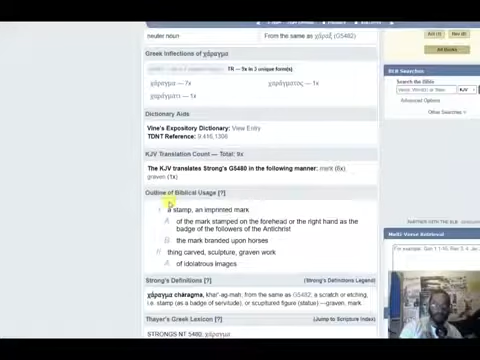 neuter noun
From the same as χάραξ (G5482)
Greek Inflections of χάραγμα
TR — 9x in 3 unique form(s)
χάραγμα — 7x
χαράγματος — 1x
χαράγματι — 1x
Dictionary Aids
Vine's Expository Dictionary: View Entry
TDNT Reference: 9:416,1308
KJV Translation Count — Total: 9x
The KJV translates Strong's G5480 in the following manner: mark (8x)
graven (1x)
Outline of Biblical Usage [?]
I a stamp, an imprinted mark
A of the mark stamped on the forehead or the right hand as the
badge of the followers of the Antichrist
B the mark branded upon horses
II thing carved, sculpture, graven work
A of idolatrous images
Strong's Definitions [?]
(Strong's Definitions Legend)
χάραγμα cháragma, khar'-ag-mah; from the same as G5482; a scratch or etching,
i.e. stamp (as a badge of servitude), or sculptured figure (statue):—graven, mark.
Thayer's Greek Lexicon [?]
(Jump to Scripture Index)
STRONGS NT 5480: χάραγμα
All Books
BLB Searches
Search the Bible
KJV
Advanced Options
Other Searches
Multi-Verse Retrieval